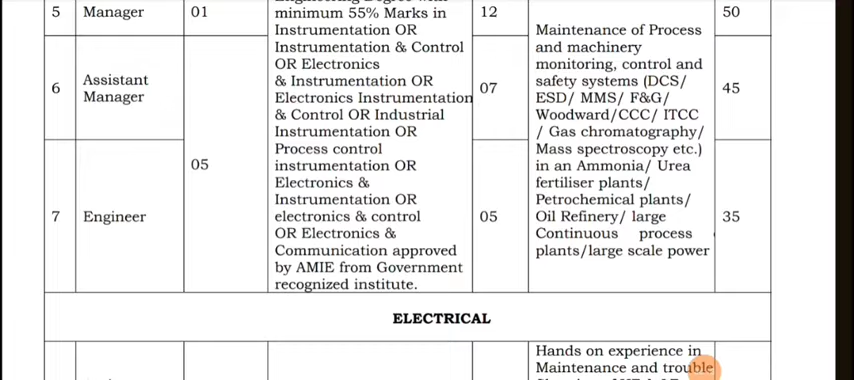 5 Manager 01
Engineering Degree with
minimum 55% Marks in
Instrumentation OR
Instrumentation & Control
OR Electronics
& Instrumentation OR
Electronics Instrumentation
& Control OR Industrial
Instrumentation OR
Process control
instrumentation OR
Electronics &
Instrumentation OR
electronics & control
OR Electronics &
Communication approved
by AMIE from Government
recognized institute.
12
Maintenance of Process
and machinery
monitoring, control and
safety systems (DCS/
ESD/ MMS/ F&G/
Woodward/CCC/ ITCC
/ Gas chromatography/
Mass spectroscopy etc.)
in an Ammonia/ Urea
fertiliser plants/
Petrochemical plants/
Oil Refinery/ large
Continuous process
plants/large scale power
50
6
Assistant
Manager
05
07
45
7 Engineer
05
35
ELECTRICAL
Hands on experience in
Maintenance and trouble